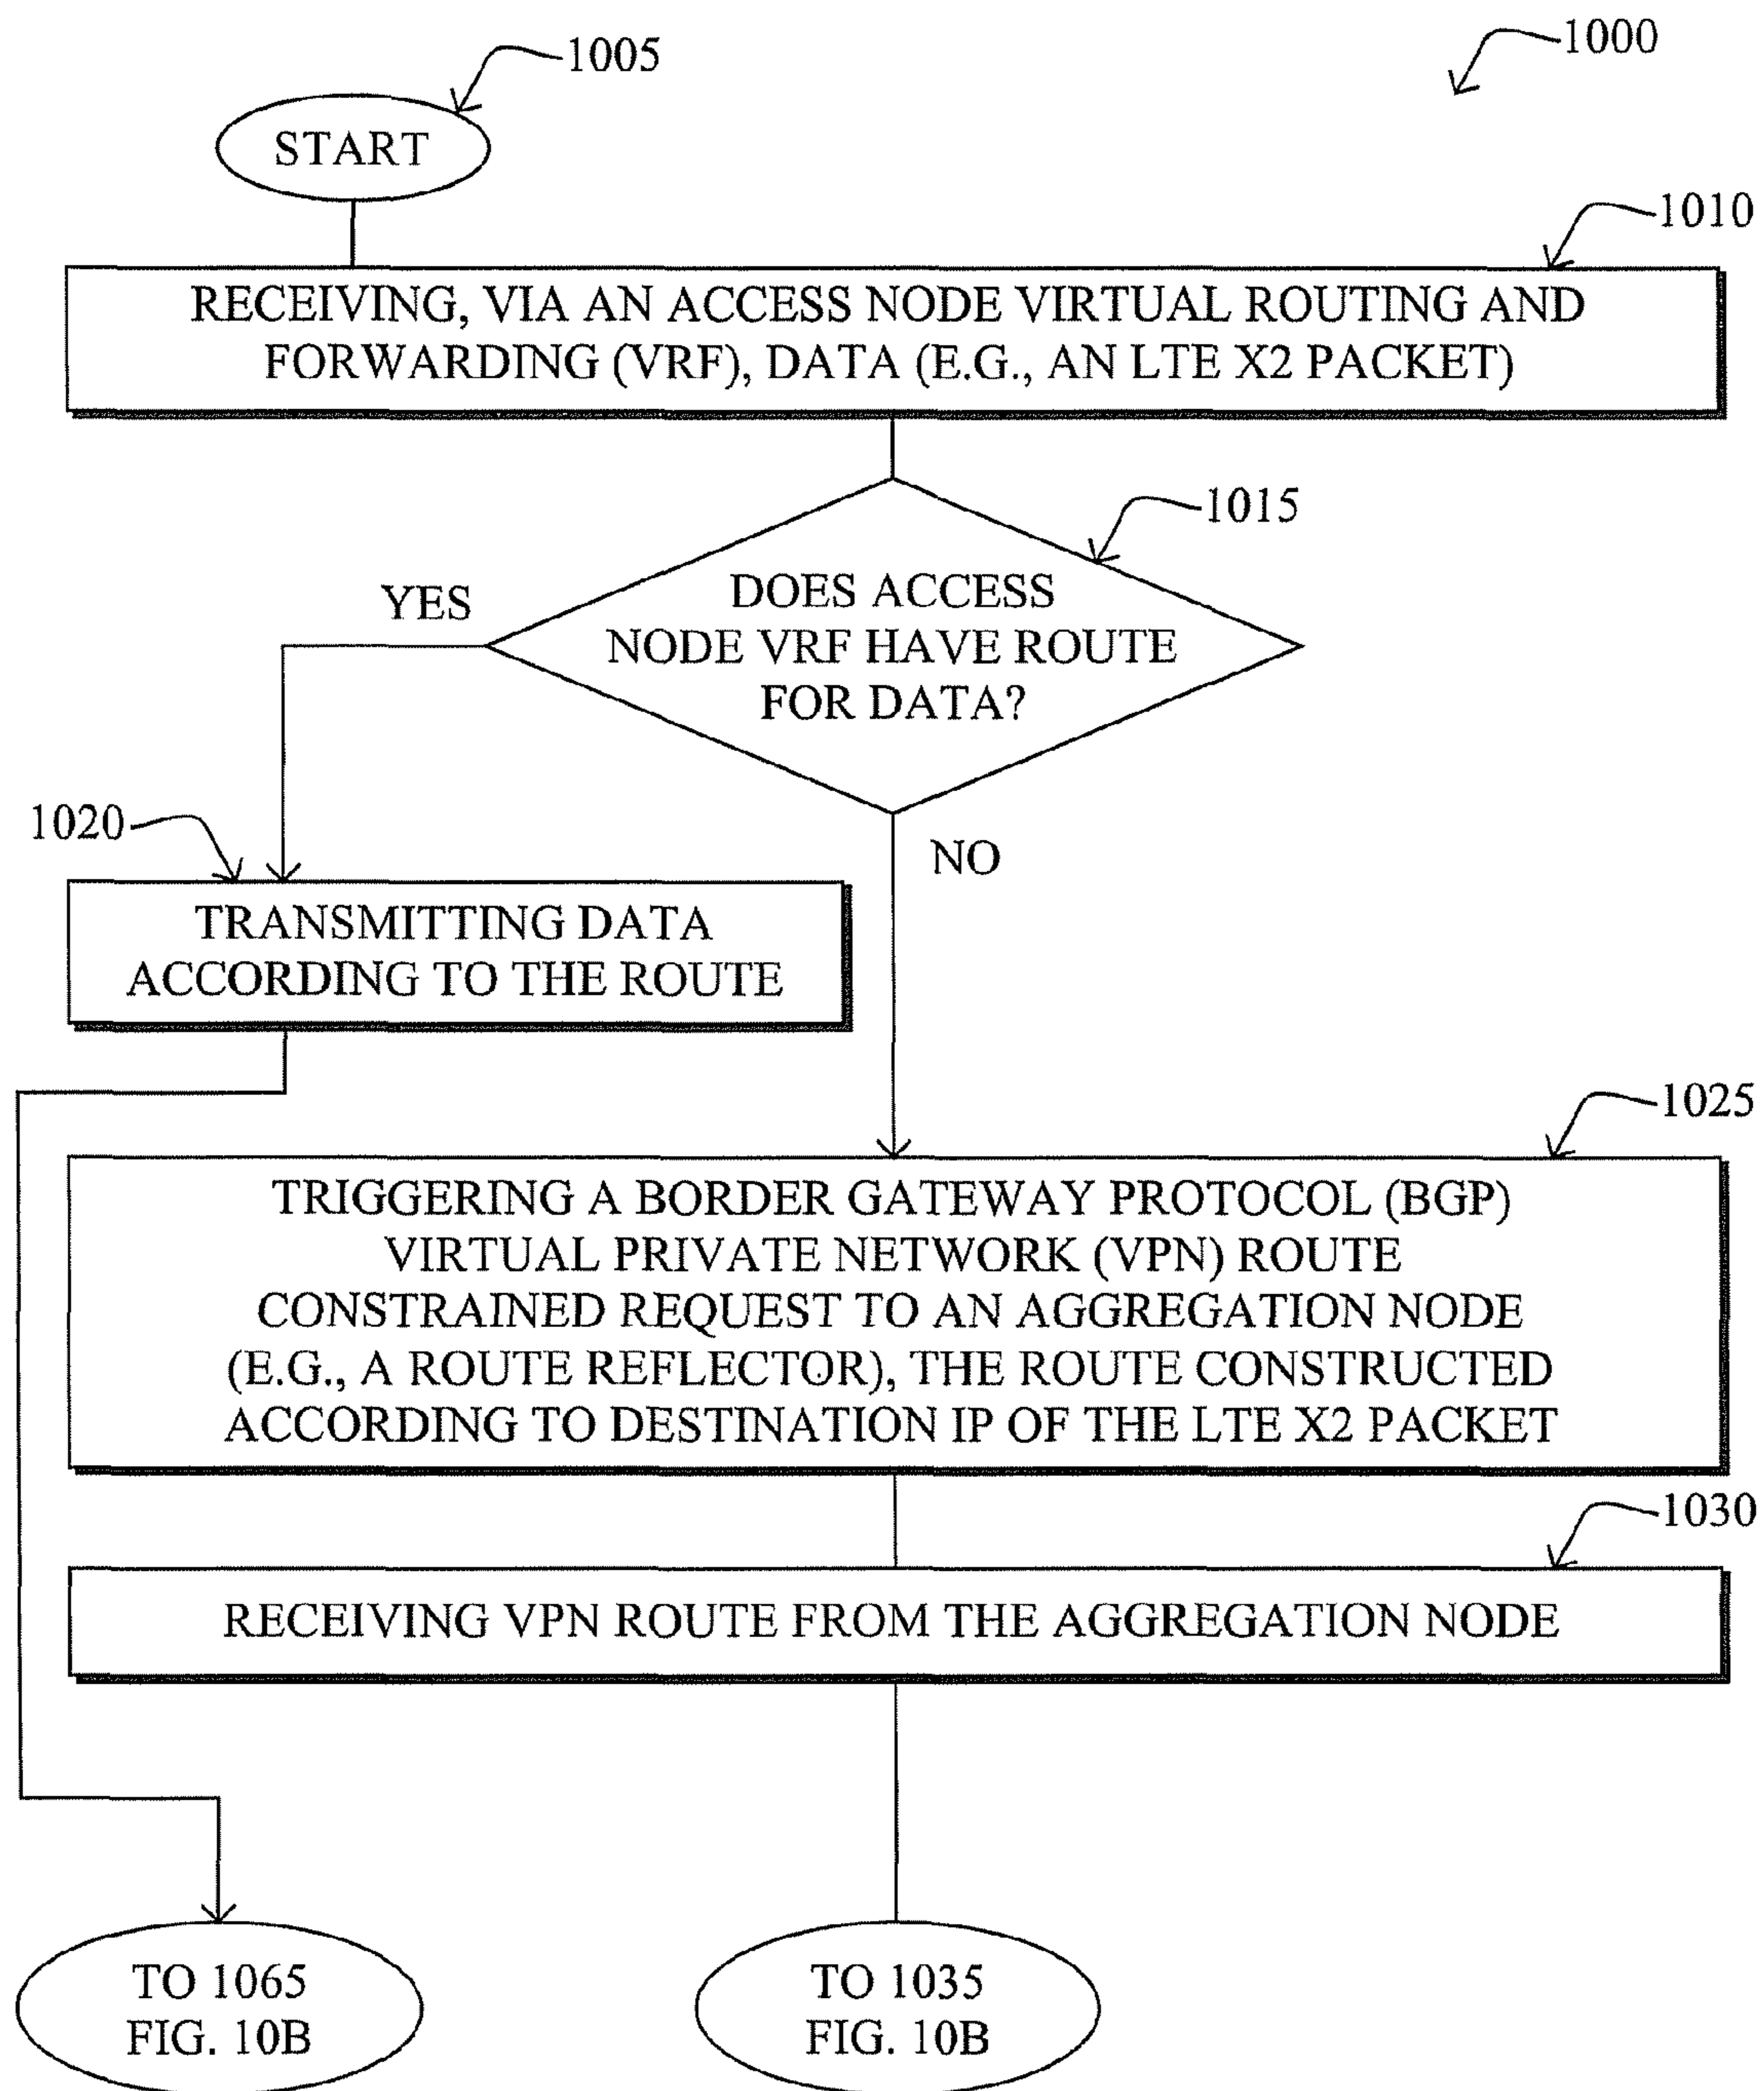 1000
1005
START
1010
RECEIVING, VIA AN ACCESS NODE VIRTUAL ROUTING AND
FORWARDING (VRF), DATA (E.G., AN LTE X2 PACKET)
1015
YES
DOES ACCESS
NODE VRF HAVE ROUTE
FOR DATA?
1020
NO
TRANSMITTING DATA
ACCORDING TO THE ROUTE
1025
TRIGGERING A BORDER GATEWAY PROTOCOL (BGP)
VIRTUAL PRIVATE NETWORK (VPN) ROUTE
CONSTRAINED REQUEST TO AN AGGREGATION NODE
(E.G., A ROUTE REFLECTOR), THE ROUTE CONSTRUCTED
ACCORDING TO DESTINATION IP OF THE LTE X2 PACKET
1030
RECEIVING VPN ROUTE FROM THE AGGREGATION NODE
TO 1065
FIG. 10B
TO 1035
FIG. 10B